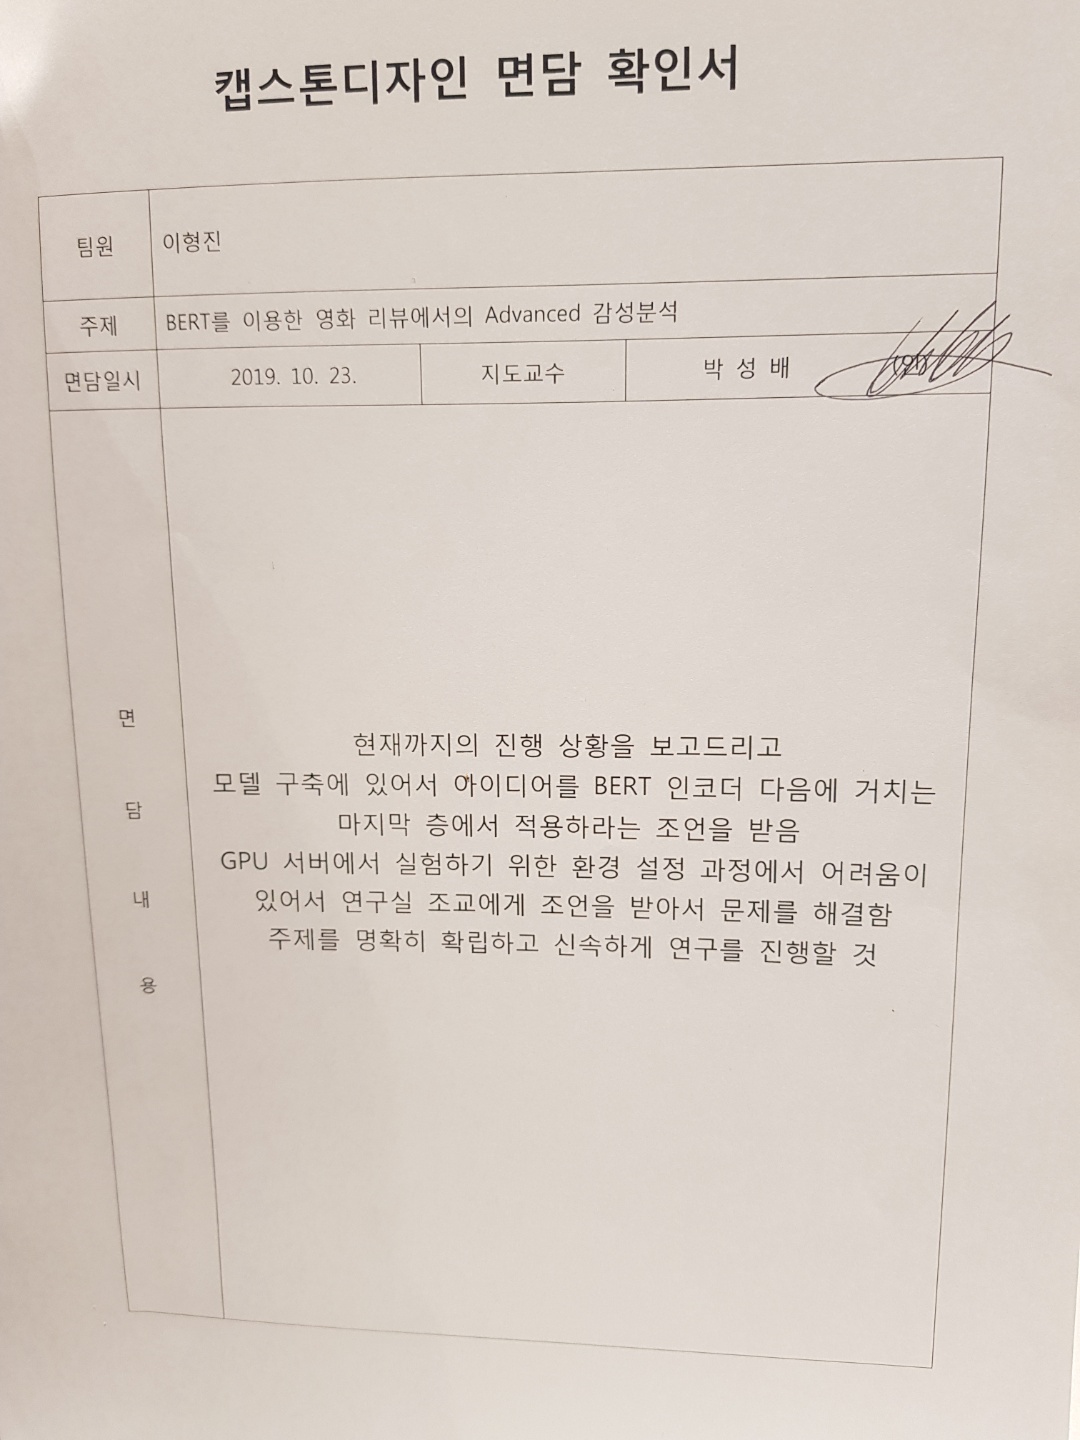 캡스톤디자인 면담 확인서
팀원 이형진
주제 BERT를 이용한 영화 리뷰에서의 Advanced 감성분석
면담일시 2019. 10. 23. 지도교수 박 성 배 (인)
면담내용
현재까지의 진행 상황을 보고드리고
모델 구축에 있어서 아이디어를 BERT 인코더 다음에 거치는
마지막 층에서 적용하라는 조언을 받음
GPU 서버에서 실험하기 위한 환경 설정 과정에서 어려움이
있어서 연구실 조교에게 조언을 받아서 문제를 해결함
주제를 명확히 확립하고 신속하게 연구를 진행할 것